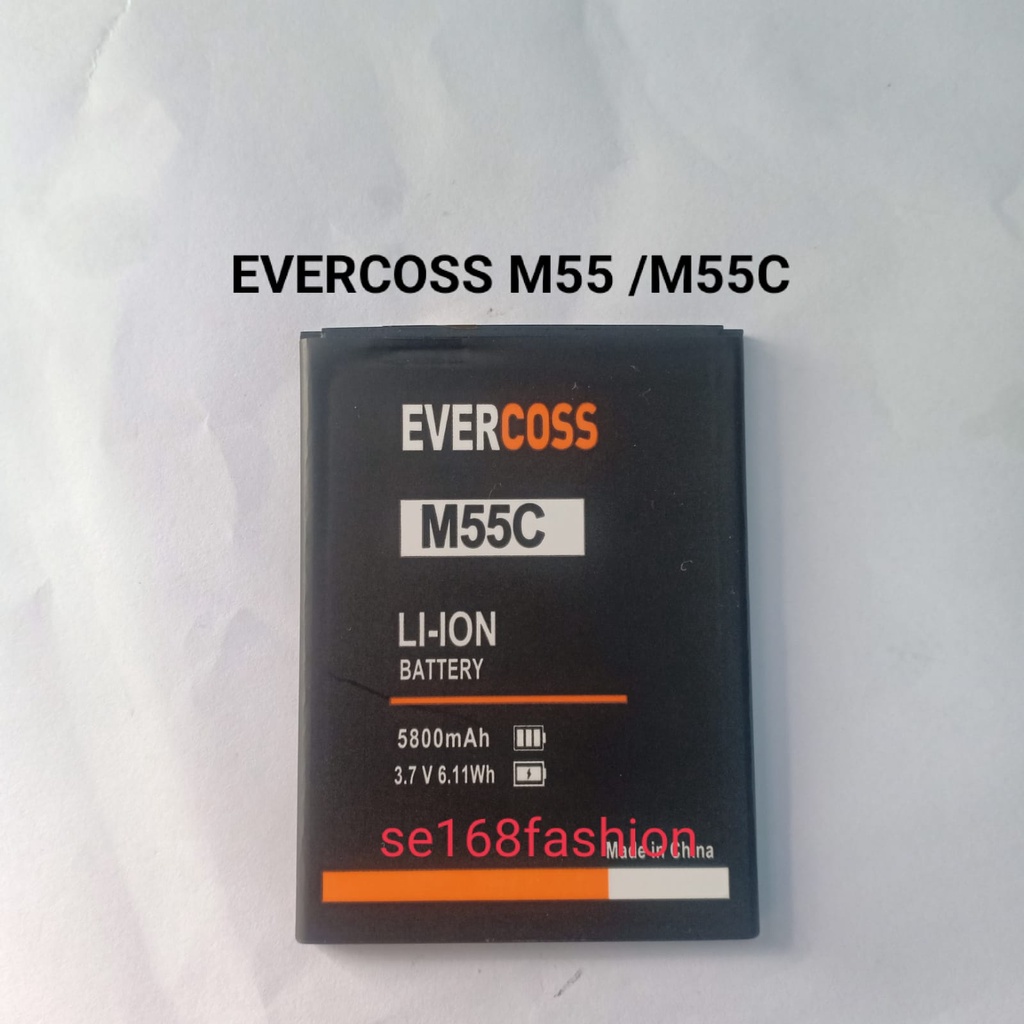 EVERCOSS M55 /M55C
EVERCOSS
M55C
LI-ION
BATTERY
5800mAh
3.7 V 6.11Wh
se168fashion
Made in China